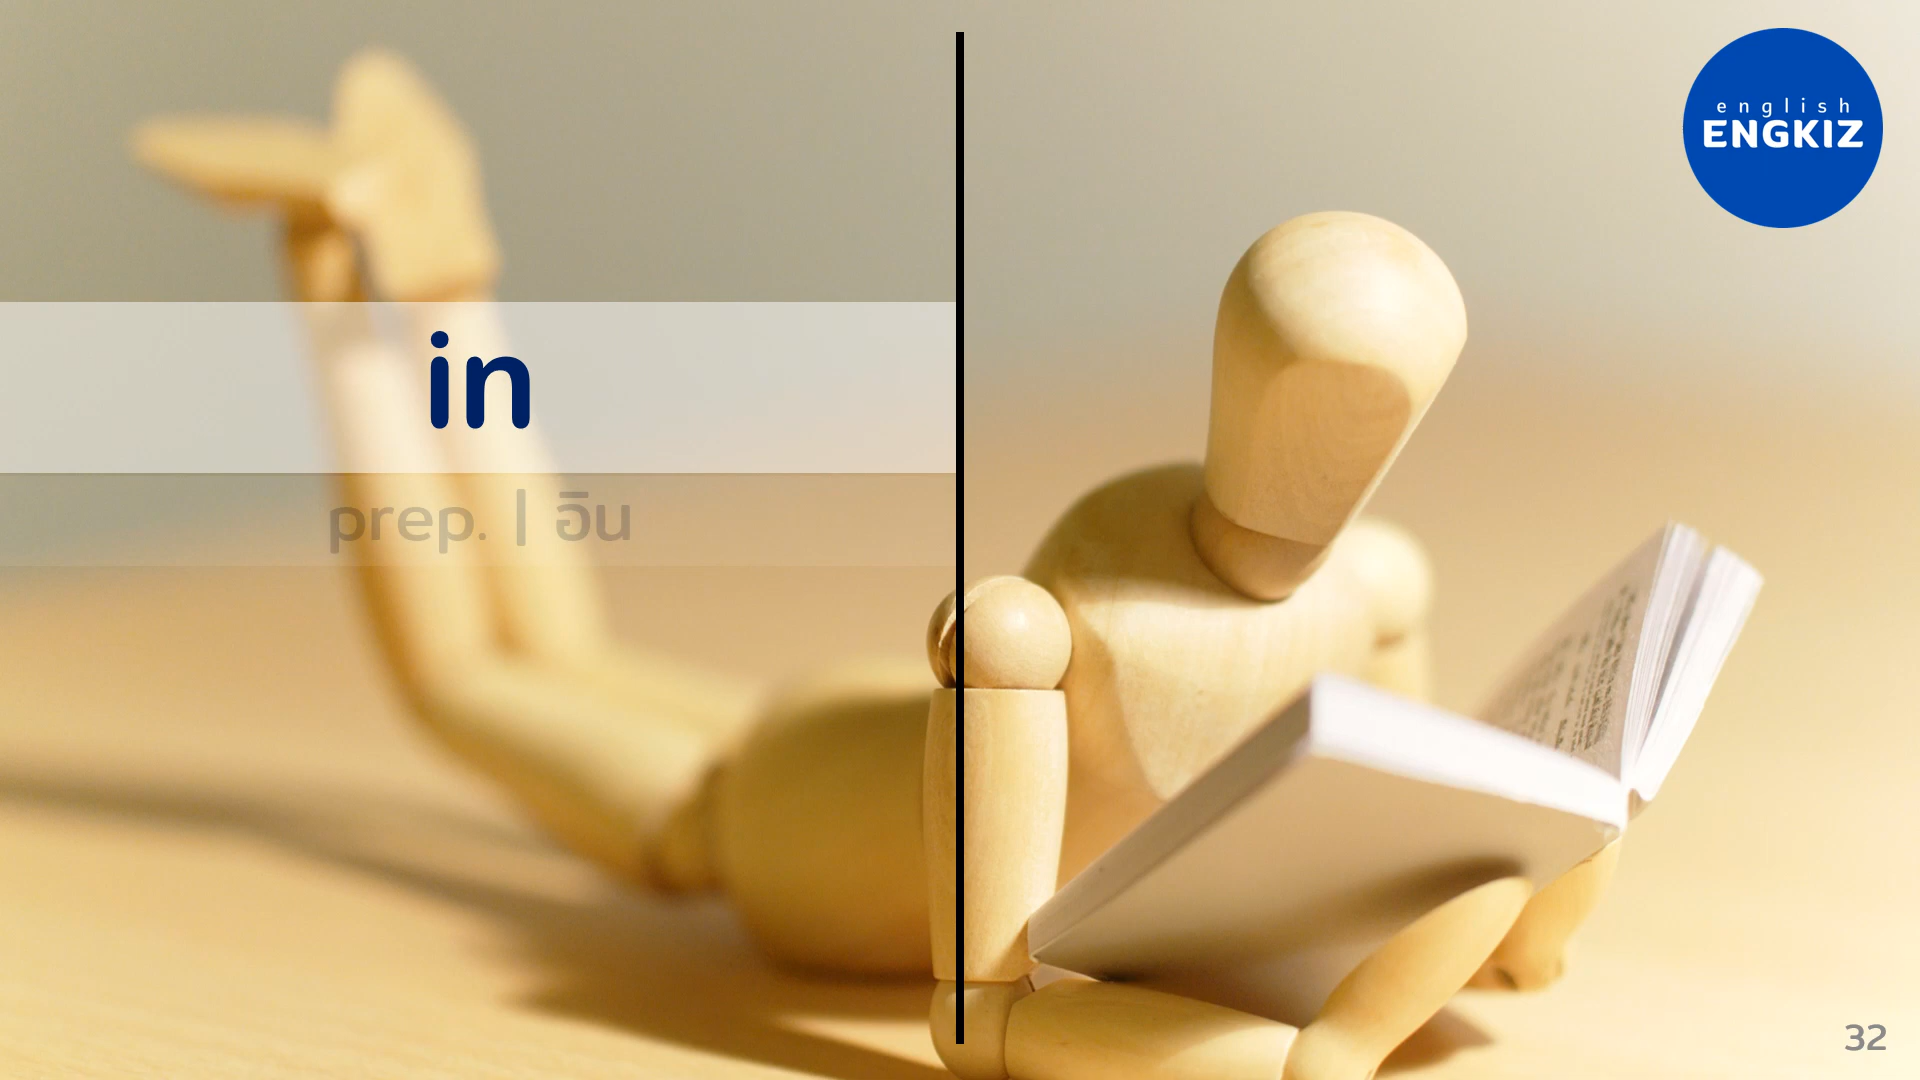 english
ENGKIZ
in
prep. | อิน
32